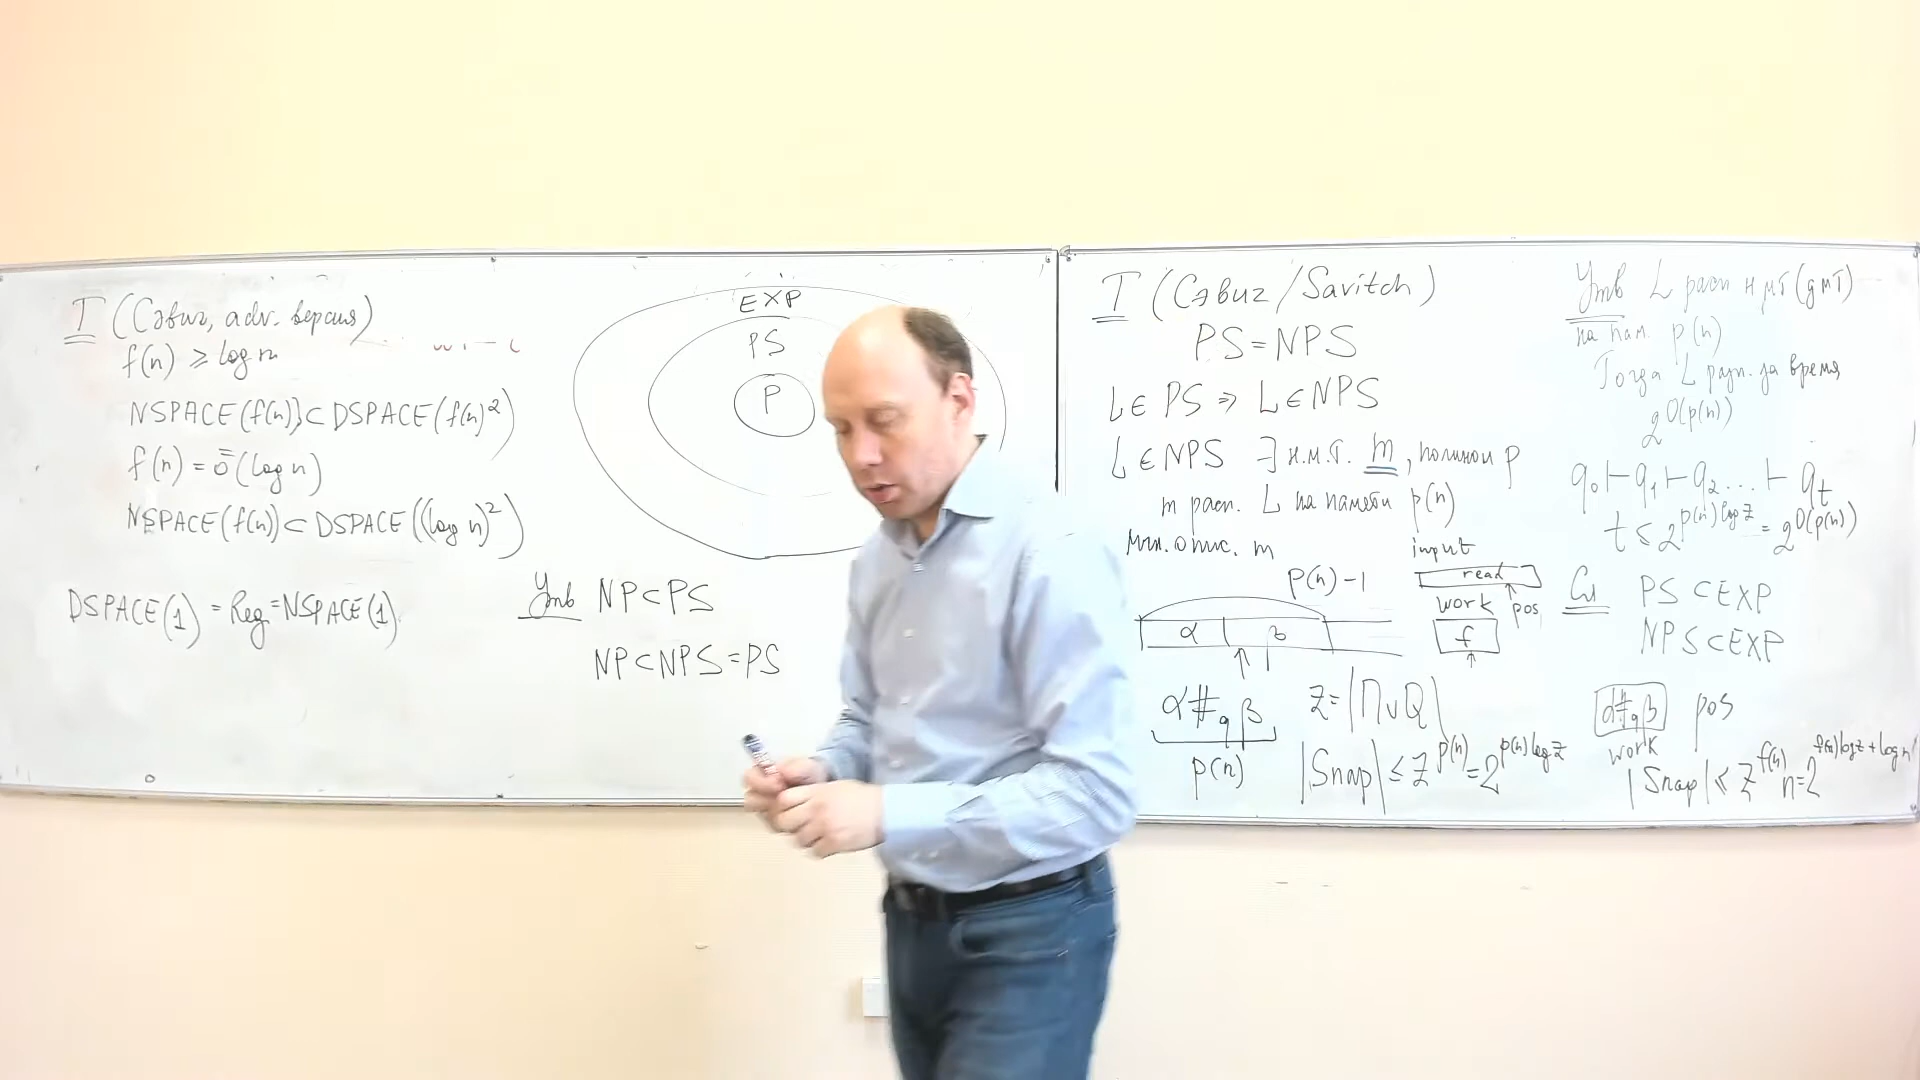 Т (Сэвич, adv. версия)
f(n) ⩾ log n
NSPACE(f(n)) ⊂ DSPACE(f(n)²)
f(n) = ō(log n)
NSPACE(f(n)) ⊂ DSPACE((log n)²)
DSPACE(1) = Reg = NSPACE(1)
EXP
PS
P
Утв NP ⊂ PS
NP ⊂ NPS = PS
Т (Сэвич / Savitch)
PS = NPS
L ∈ PS ⇒ L ∈ NPS
L ∈ NPS ∃ н.м.т. m, полином p
m расп. L на памяти p(n)
мгн. опис. m
p(n)-1
α β
α#qβ
p(n)
input
read
work pos
f
z = |Π∪Q|
|Snap| ≤ z^p(n) = 2^p(n) log z
Утв L расп НМТ (ДМТ)
на пам. p(n)
Тогда L расп. за время
2^O(p(n))
q₀ ⊢ q₁ ⊢ q₂ ... ⊢ qt
t ≤ 2^p(n) log z = 2^O(p(n))
Сл PS ⊂ EXP
NPS ⊂ EXP
α#qβ pos
work
|Snap| ≤ z^f(n) n = 2^f(n) log z + log n